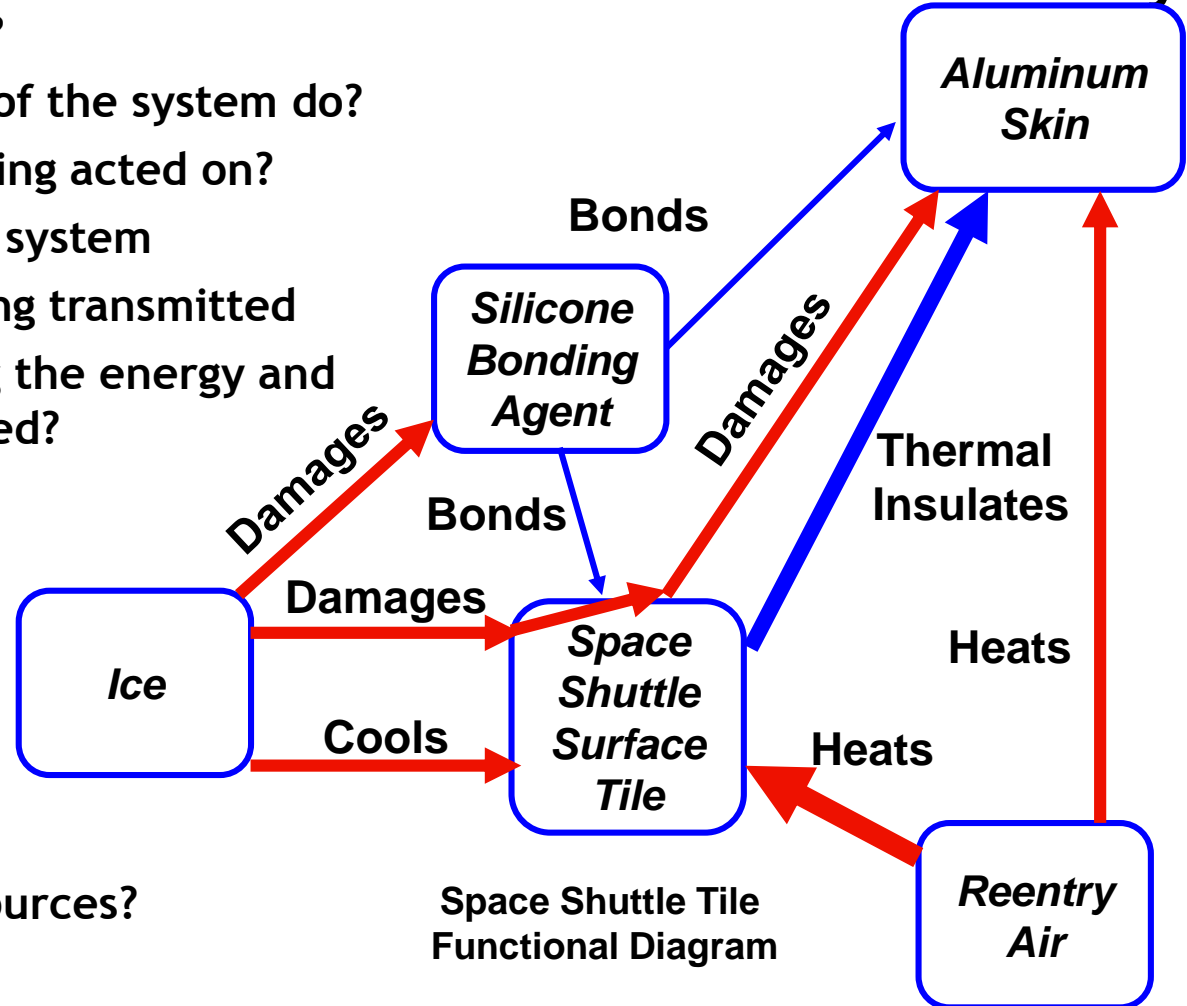 ?
of the system do?
ing acted on?
system
ng transmitted
the energy and
ed?
ources?
Aluminum
Skin
Bonds
Silicone
Bonding
Agent
Damages
Thermal
Insulates
Damages
Bonds
Damages
Ice
Cools
Space
Shuttle
Surface
Tile
Heats
Heats
Reentry
Air
Space Shuttle Tile
Functional Diagram